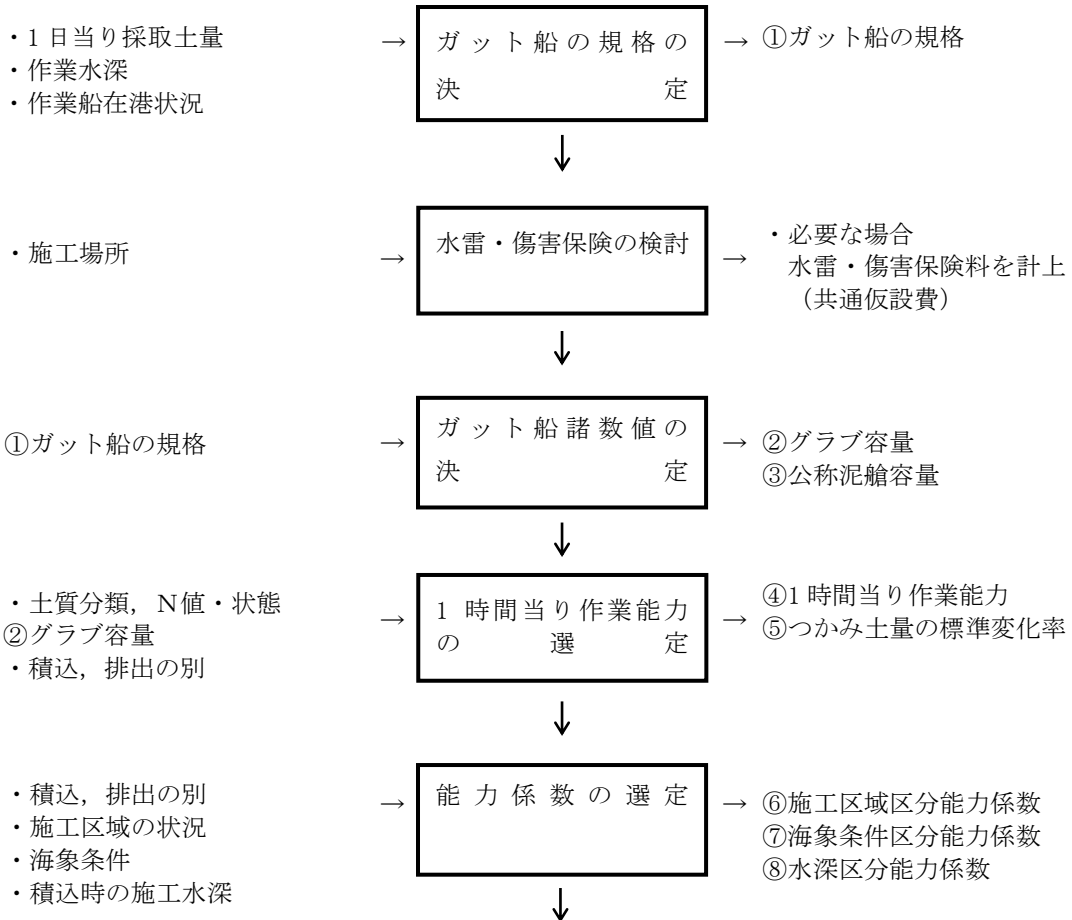 ・1日当り採取土量
・作業水深
・作業船在港状況
→
ガット船の規格の
決定
→ ①ガット船の規格
↓
・施工場所
→
水雷・傷害保険の検討
→
・必要な場合
水雷・傷害保険料を計上
（共通仮設費）
↓
①ガット船の規格
→
ガット船諸数値の
決定
→ ②グラブ容量
③公称泥艙容量
↓
・土質分類，Ｎ値・状態
②グラブ容量
・積込，排出の別
→
1時間当り作業能力
の選定
→
④1時間当り作業能力
⑤つかみ土量の標準変化率
↓
・積込，排出の別
・施工区域の状況
・海象条件
・積込時の施工水深
→
能力係数の選定
→ ⑥施工区域区分能力係数
⑦海象条件区分能力係数
⑧水深区分能力係数
↓